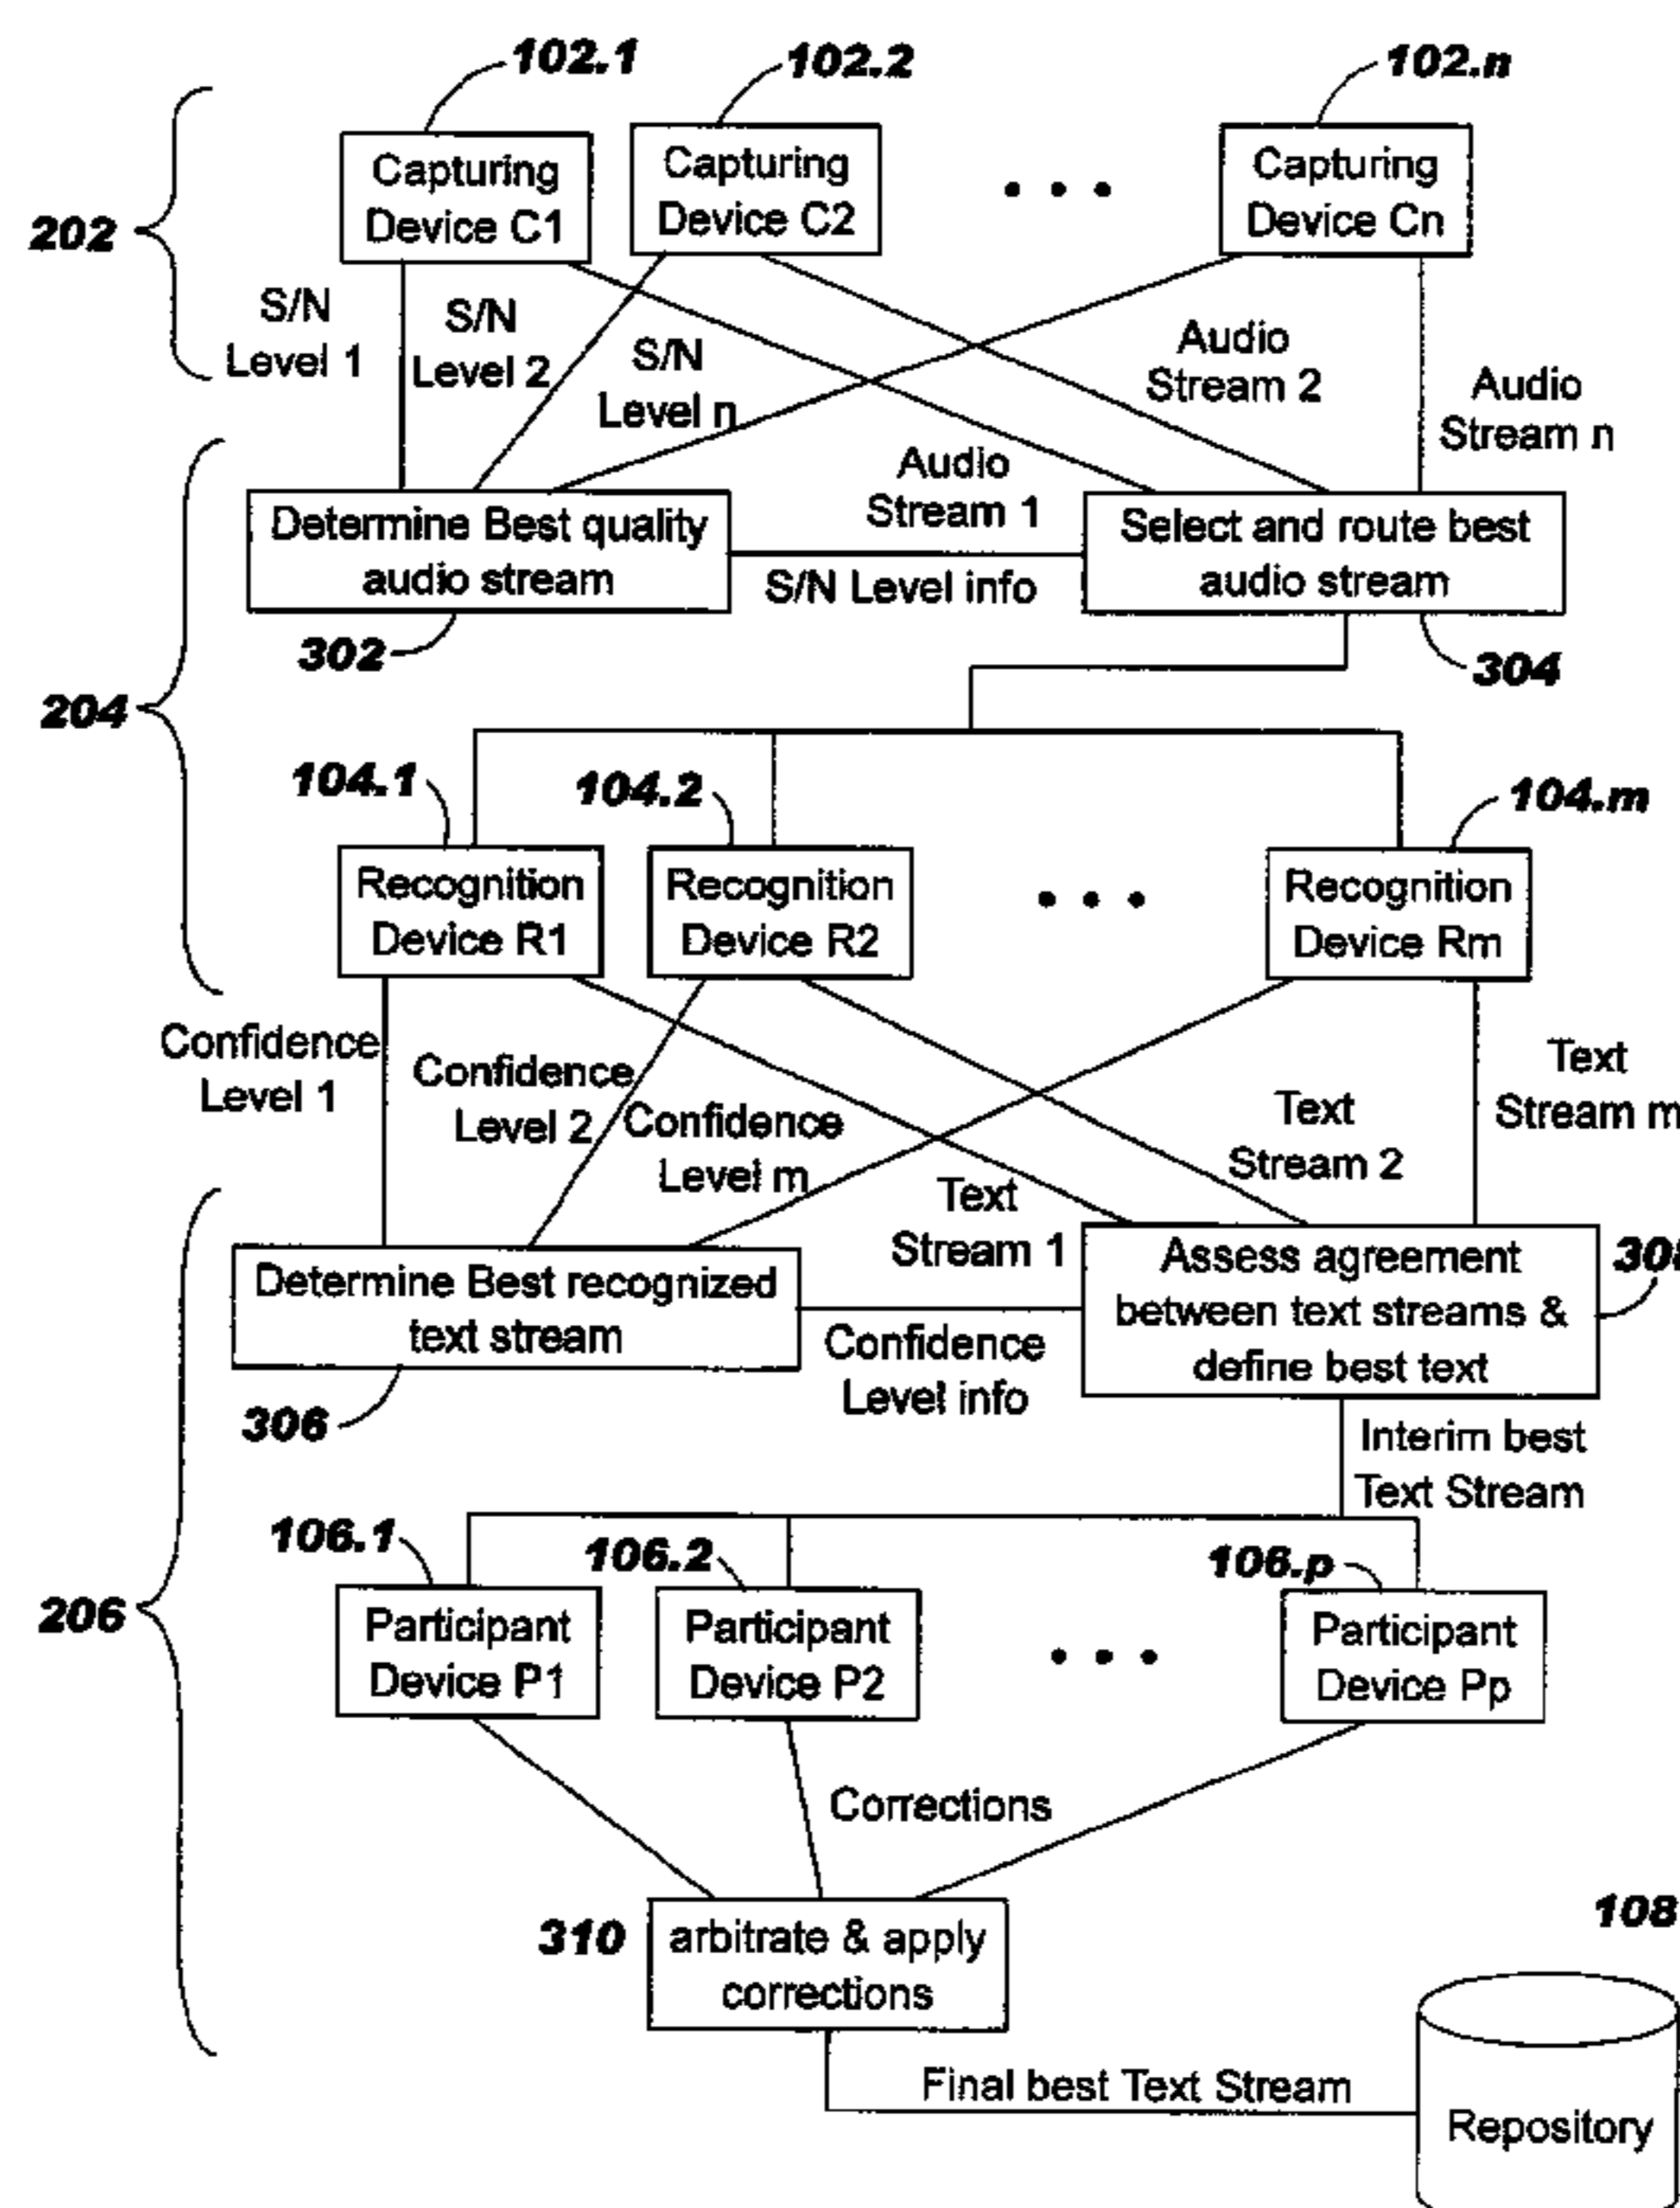 102.1
102.2
102.n
Capturing
Device C1
Capturing
Device C2
Capturing
Device Cn
202
S/N
Level 1
S/N
Level 2
S/N
Level n
Audio
Stream 2
Audio
Stream n
Audio
Stream 1
Determine Best quality
audio stream
S/N Level info
Select and route best
audio stream
302
304
204
104.1
104.2
104.m
Recognition
Device R1
Recognition
Device R2
Recognition
Device Rm
Confidence
Level 1
Confidence
Level 2
Confidence
Level m
Text
Stream 1
Text
Stream 2
Text
Stream m
Determine Best recognized
text stream
Confidence
Level info
Assess agreement
between text streams &
define best text
306
Interim best
Text Stream
206
106.1
106.2
106.p
Participant
Device P1
Participant
Device P2
Participant
Device Pp
Corrections
310
arbitrate & apply
corrections
108
Final best Text Stream
Repository